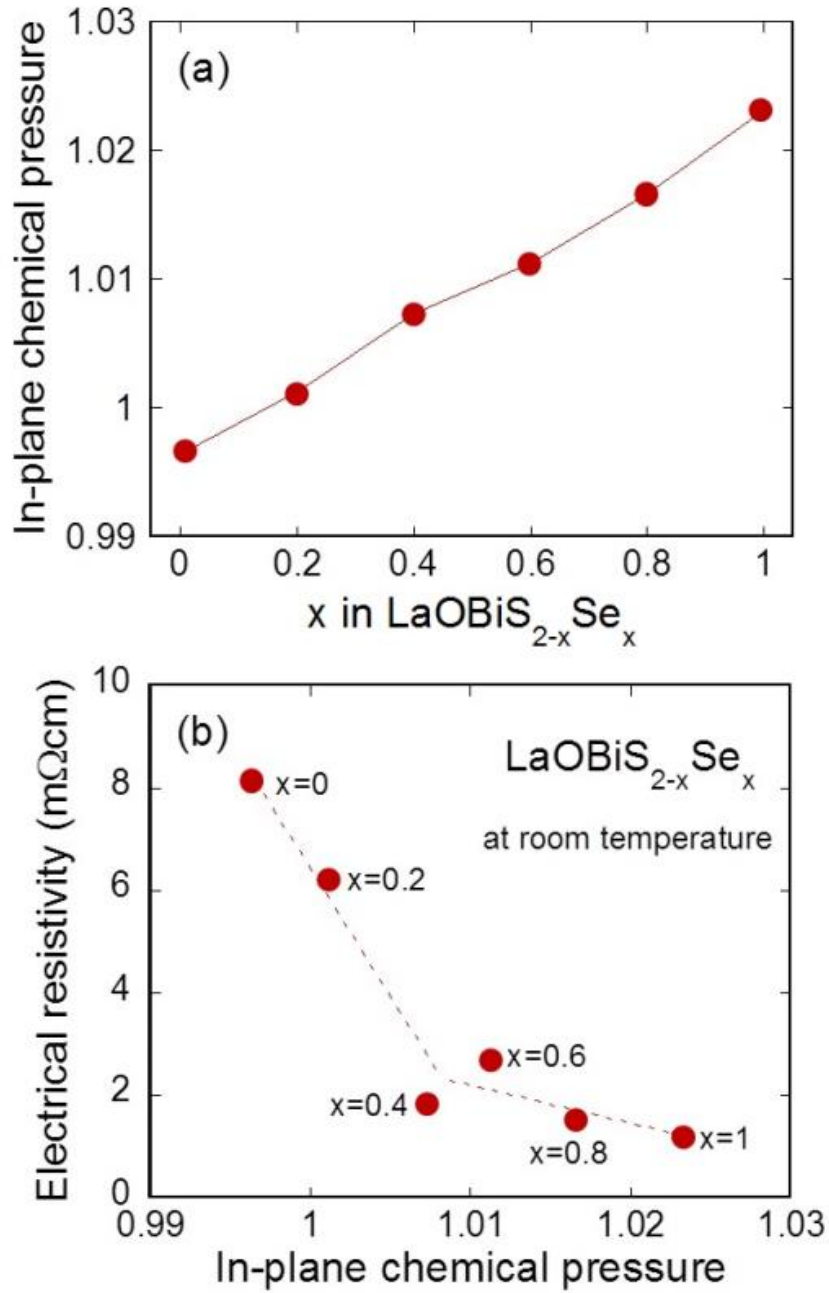 (a)
In-plane chemical pressure
1.03
1.02
1.01
1
0.99
0 0.2 0.4 0.6 0.8 1
x in LaOBiS2-xSex
(b)
LaOBiS2-xSex
at room temperature
Electrical resistivity (mΩcm)
10
8
6
4
2
0
x=0
x=0.2
x=0.6
x=0.4
x=0.8
x=1
0.99 1 1.01 1.02 1.03
In-plane chemical pressure